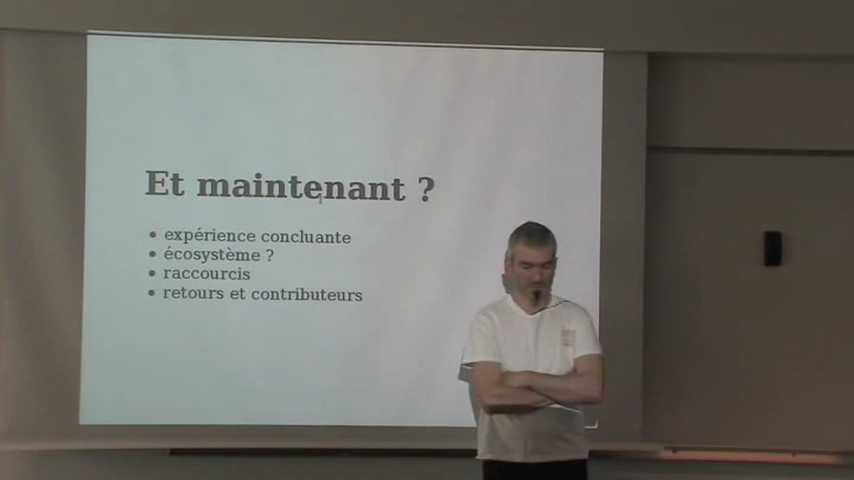 Et maintenant ?
• expérience concluante
• écosystème ?
• raccourcis
• retours et contributeurs